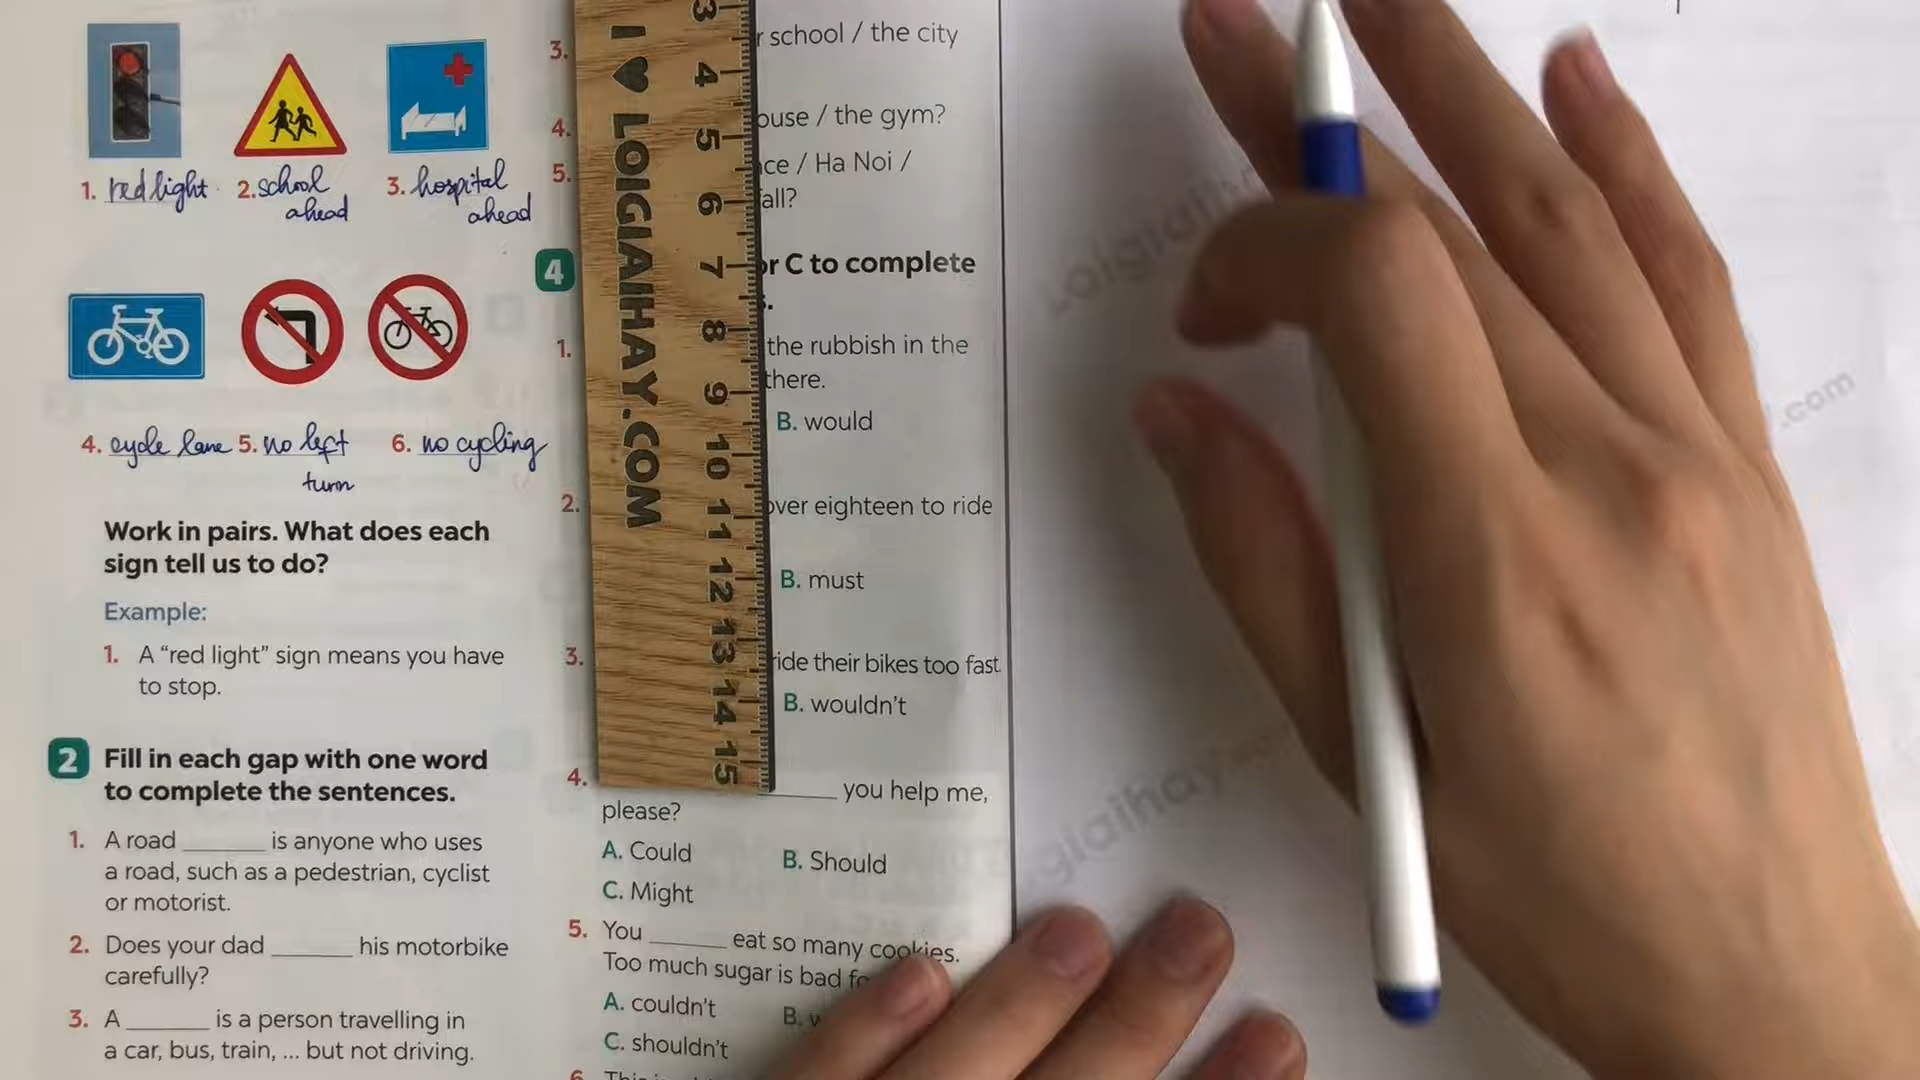 1. red light 2. school
ahead
3. hospital
ahead
4. cycle lane 5. no left
turn
6. no cycling
Work in pairs. What does each
sign tell us to do?
Example:
1. A “red light” sign means you have
to stop.
2 Fill in each gap with one word
to complete the sentences.
1. A road ______ is anyone who uses
a road, such as a pedestrian, cyclist
or motorist.
2. Does your dad ______ his motorbike
carefully?
3. A ______ is a person travelling in
a car, bus, train, ... but not driving.
I ♥ LOIGIAIHAY.COM
3 4 5 6 7 8 9 10 11 12 13 14 15
3. school / the city
4. / the gym?
5. / Ha Noi /
4 or C to complete
1. the rubbish in the
there.
B. would
2. over eighteen to ride
B. must
3. ride their bikes too fast.
B. wouldn't
4. ______ you help me,
please?
A. Could B. Should
C. Might
5. You ______ eat so many cookies.
Too much sugar is bad
A. couldn't B.
C. shouldn't
6.
Loigiaihay.com